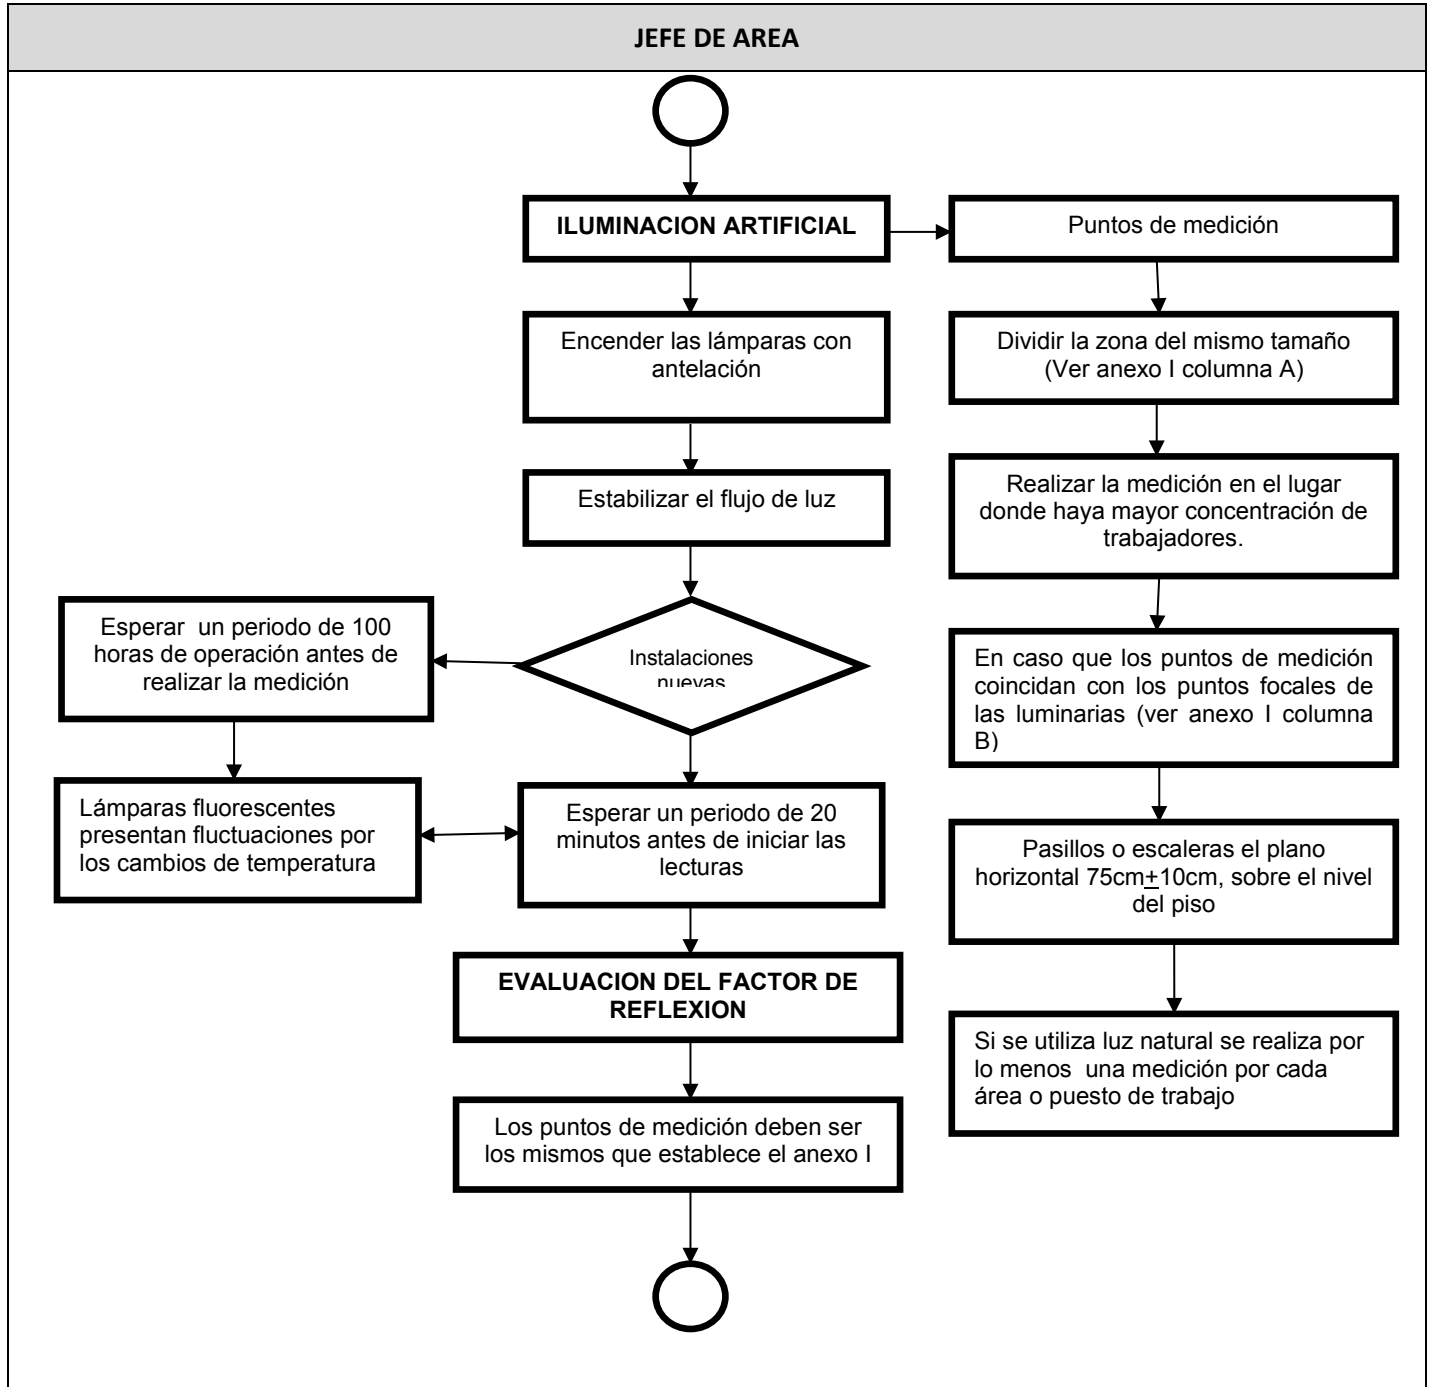 JEFE DE AREA
ILUMINACION ARTIFICIAL
Encender las lámparas con
antelación
Estabilizar el flujo de luz
Instalaciones
nuevas
Esperar  un periodo de 100
horas de operación antes de
realizar la medición
Lámparas fluorescentes
presentan fluctuaciones por
los cambios de temperatura
Esperar un periodo de 20
minutos antes de iniciar las
lecturas
EVALUACION DEL FACTOR DE
REFLEXION
Los puntos de medición deben ser
los mismos que establece el anexo I
Puntos de medición
Dividir la zona del mismo tamaño
(Ver anexo I columna A)
Realizar la medición en el lugar
donde haya mayor concentración de
trabajadores.
En caso que los puntos de medición
coincidan con los puntos focales de
las luminarias (ver anexo I columna
B)
Pasillos o escaleras el plano
horizontal 75cm±10cm, sobre el nivel
del piso
Si se utiliza luz natural se realiza por
lo menos  una medición por cada
área o puesto de trabajo